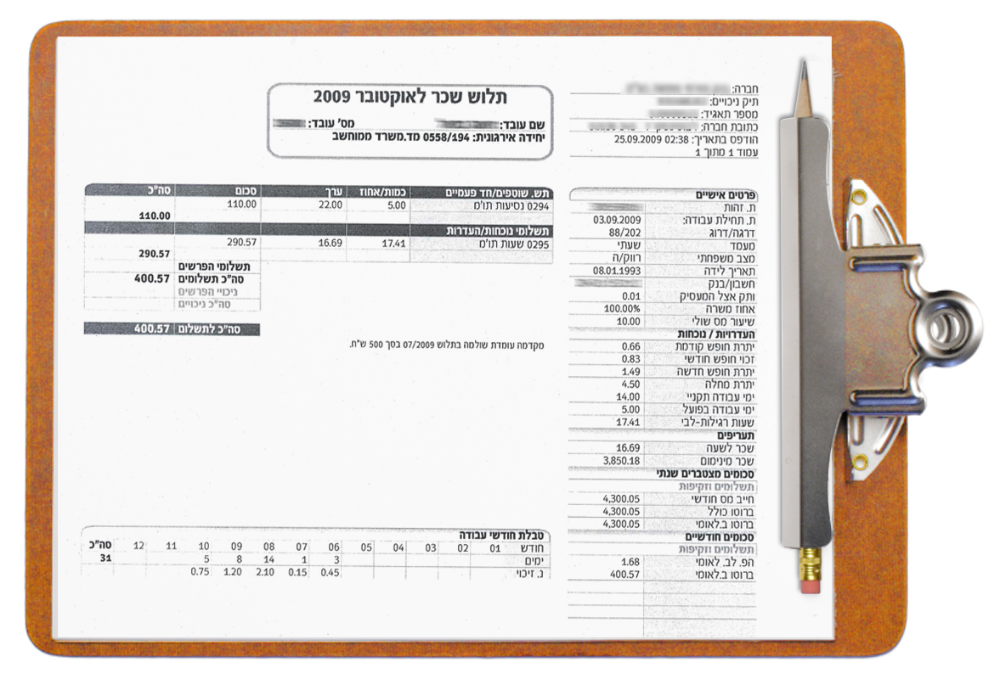 חברה:
תיק ניכויים:
מספר תאגיד:
כתובת חברה:
הודפס בתאריך: 02:38 25.09.2009
עמוד 1 מתוך 1
תלוש שכר לאוקטובר 2009
שם עובד: מס' עובד:
יחידה אירגונית: 0558/194 מד.משרד ממוחשב
פרטים אישיים
ת. זהות
ת. תחילת עבודה: 03.09.2009
דרגה/דרוג 88/202
מעמד שעתי
מצב משפחתי רווק/ה
תאריך לידה 08.01.1993
חשבון/בנק
ותק אצל המעסיק 0.01
אחוז משרה 100.00%
שיעור מס שולי 10.00
העדרויות / נוכחות
יתרת חופש קודמת 0.66
זכוי חופש חודשי 0.83
יתרת חופש חדשה 1.49
יתרת מחלה 4.50
ימי עבודה תקניי 14.00
ימי עבודה בפועל 5.00
שעות רגילות-לבי 17.41
תעריפים
שכר לשעה 16.69
שכר מינימום 3,850.18
סכומים מצטברים שנתי
תשלומים וזקיפות
חייב מס חודשי 4,300.05
ברוטו כולל 4,300.05
ברוטו ב.לאומי 4,300.05
סכומים חודשיים
תשלומים וזקיפות
הפ. לב. לאומי 1.68
ברוטו ב.לאומי 400.57
תש. שוטפים/חד פעמיים כמות/אחוז ערך סכום סה"כ
0294 נסיעות תו'מ 5.00 22.00 110.00
110.00
תשלומי נוכחות/העדרות
0295 שעות תו'מ 17.41 16.69 290.57
290.57
תשלומי הפרשים
סה"כ תשלומים 400.57
ניכויי הפרשים
סה"כ ניכויים
סה"כ לתשלום 400.57
מקדמה עומדת שולמה בתלוש 07/2009 בסך 500 ש"ח.
טבלת חודשי עבודה
חודש 01 02 03 04 05 06 07 08 09 10 11 12 סה"כ
ימים 3 1 14 8 5 31
נ. זיכוי 0.45 0.15 2.10 1.20 0.75